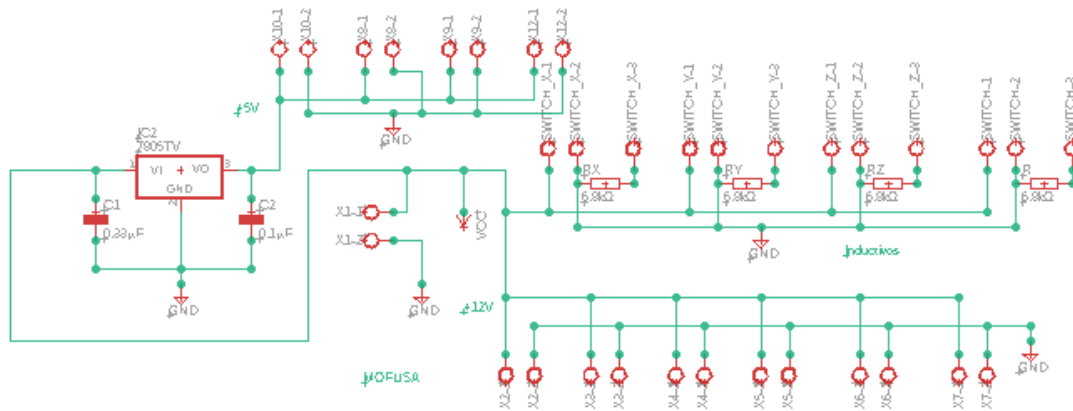 X10-1
X10-2
X8-1
X8-2
X9-1
X9-2
X12-1
X12-2
+5V
GND
IC2
7805TV
1
VI
VO
3
GND
2
C1
0.33µF
C2
0.1µF
GND
X1-1
X1-2
VCC
GND
+12V
MOFUSA
SWITCH_X-1
SWITCH_X-2
SWITCH_X-3
SWITCH_Y-1
SWITCH_Y-2
SWITCH_Y-3
SWITCH_Z-1
SWITCH_Z-2
SWITCH_Z-3
SWITCH-1
SWITCH-2
RX
6.8kΩ
RY
6.8kΩ
RZ
6.8kΩ
R
6.8kΩ
GND
Inductivos
GND